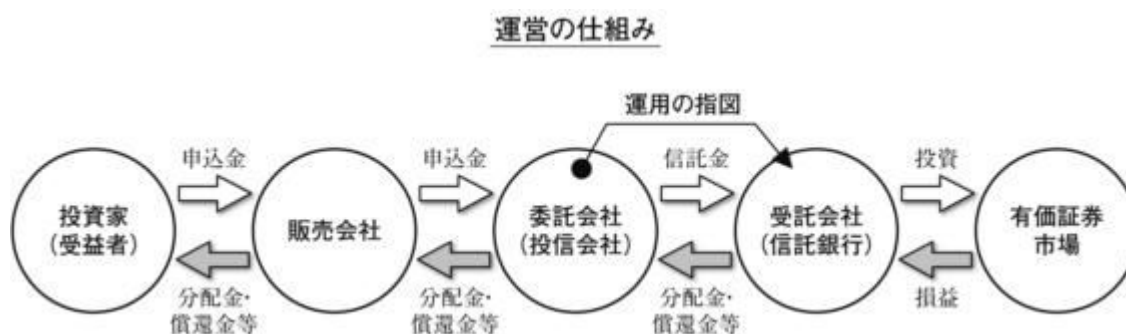 運営の仕組み
運用の指図
申込金
申込金
信託金
投資
投資家
（受益者）
販売会社
委託会社
（投信会社）
受託会社
（信託銀行）
有価証券
市場
分配金・
償還金等
分配金・
償還金等
分配金・
償還金等
損益